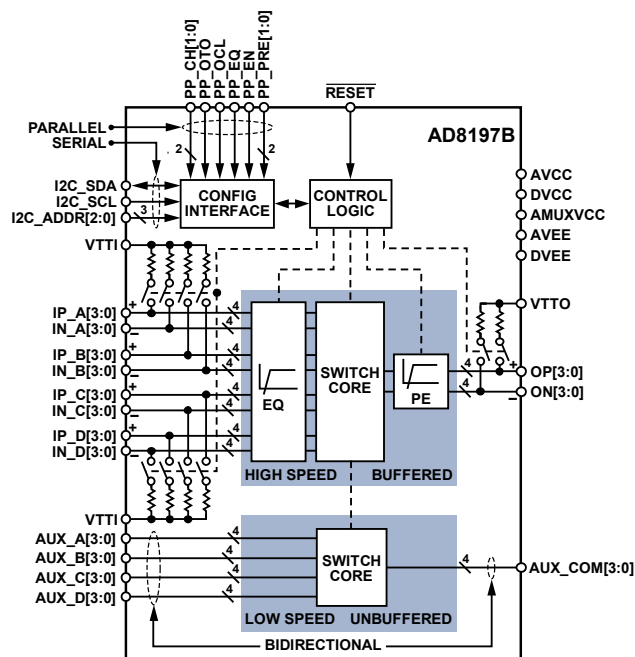 PP_CH[1:0]
PP_OTO
PP_OCL
PP_EQ
PP_EN
PP_PRE[1:0]
RESET
AD8197B
PARALLEL
SERIAL
2
2
I2C_SDA
I2C_SCL
I2C_ADDR[2:0]
3
CONFIG
INTERFACE
CONTROL
LOGIC
AVCC
DVCC
AMUXVCC
AVEE
DVEE
VTTI
VTTO
+
IP_A[3:0]
4
IN_A[3:0]
−
4
+
IP_B[3:0]
4
IN_B[3:0]
−
4
+
IP_C[3:0]
4
IN_C[3:0]
−
4
+
IP_D[3:0]
4
IN_D[3:0]
−
4
EQ
SWITCH
CORE
PE
4
+
OP[3:0]
4
−
ON[3:0]
HIGH SPEED
BUFFERED
VTTI
AUX_A[3:0]
4
AUX_B[3:0]
4
AUX_C[3:0]
4
AUX_D[3:0]
4
SWITCH
CORE
4
AUX_COM[3:0]
LOW SPEED
UNBUFFERED
BIDIRECTIONAL